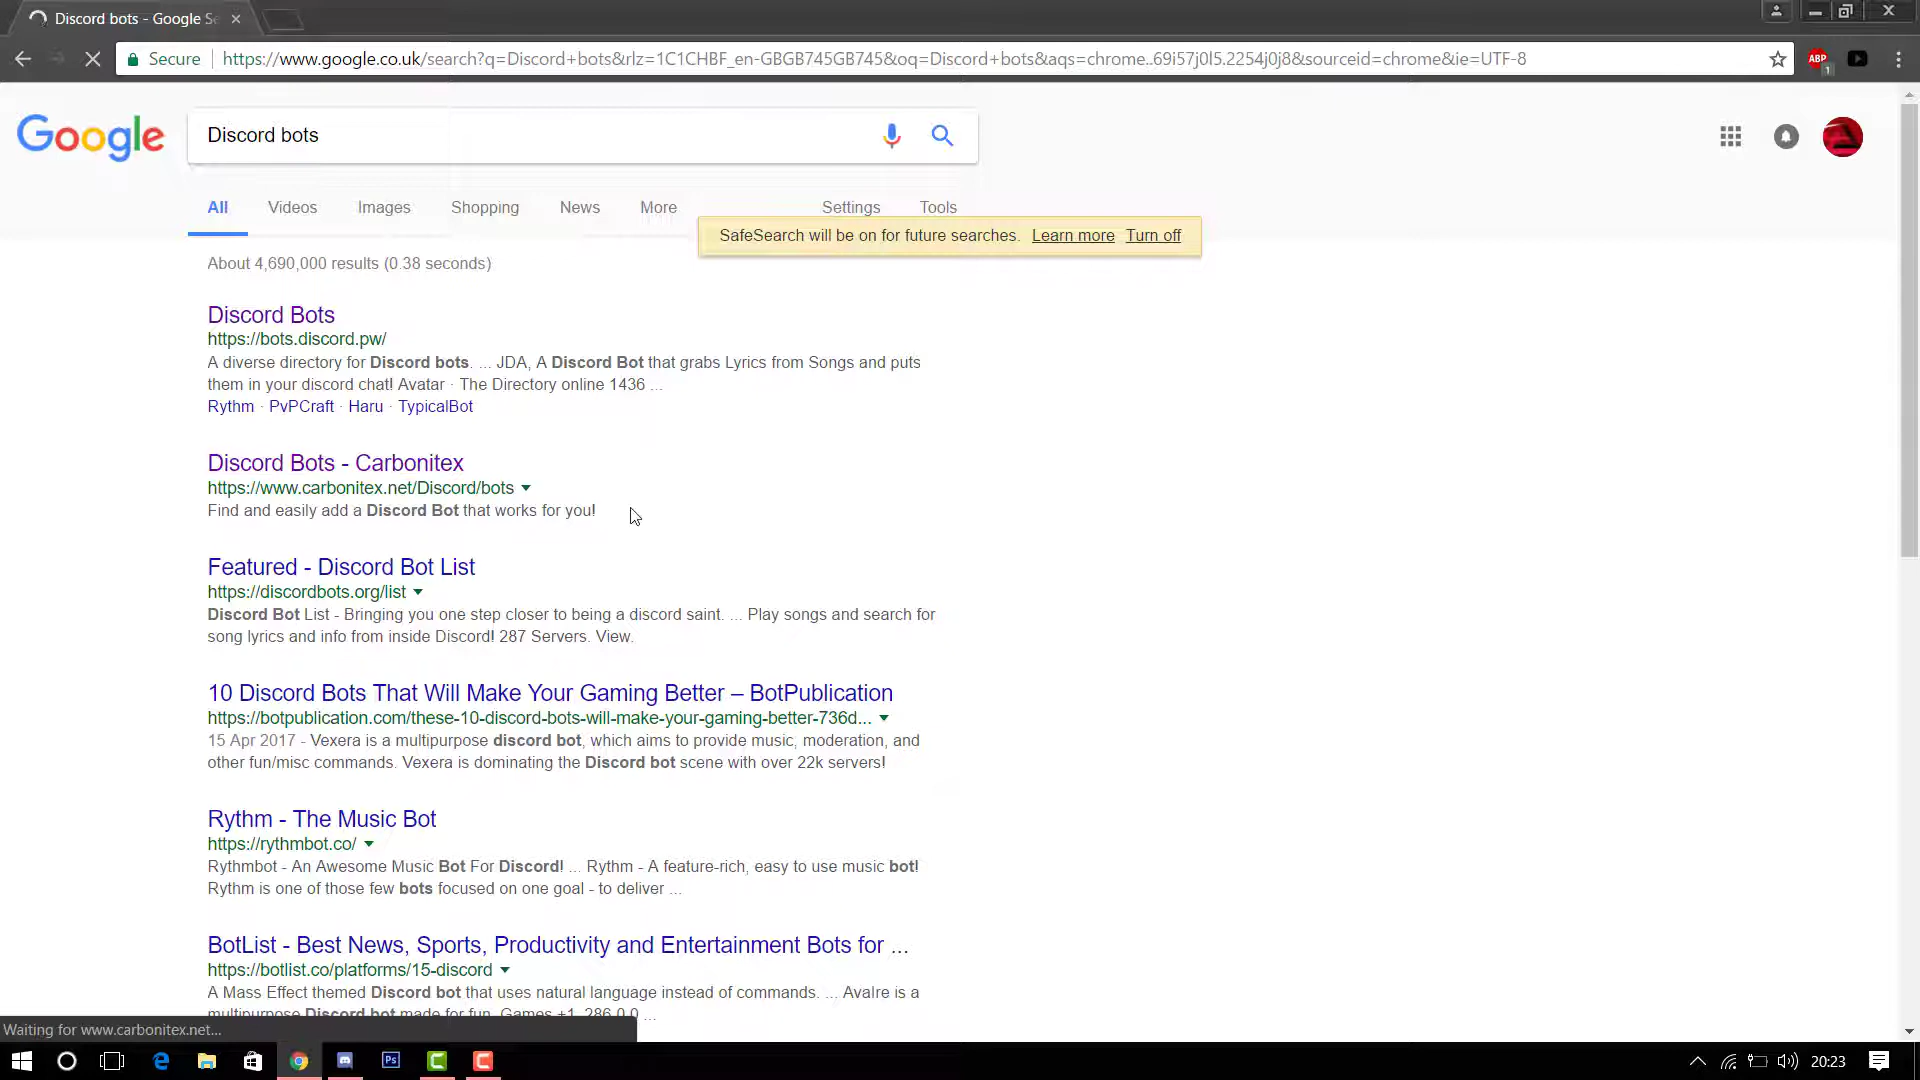 Discord bots - Google Se
Secure https://www.google.co.uk/search?q=Discord+bots&rlz=1C1CHBF_en-GBGB745GB745&oq=Discord+bots&aqs=chrome..69i57j0l5.2254j0j8&sourceid=chrome&ie=UTF-8
ABP
1
Google
Discord bots
All Videos Images Shopping News More Settings Tools
SafeSearch will be on for future searches. Learn more Turn off
About 4,690,000 results (0.38 seconds)
Discord Bots
https://bots.discord.pw/
A diverse directory for Discord bots. ... JDA, A Discord Bot that grabs Lyrics from Songs and puts
them in your discord chat! Avatar · The Directory online 1436 ...
Rythm · PvPCraft · Haru · TypicalBot
Discord Bots - Carbonitex
https://www.carbonitex.net/Discord/bots
Find and easily add a Discord Bot that works for you!
Featured - Discord Bot List
https://discordbots.org/list
Discord Bot List - Bringing you one step closer to being a discord saint. ... Play songs and search for
song lyrics and info from inside Discord! 287 Servers. View.
10 Discord Bots That Will Make Your Gaming Better – BotPublication
https://botpublication.com/these-10-discord-bots-will-make-your-gaming-better-736d...
15 Apr 2017 - Vexera is a multipurpose discord bot, which aims to provide music, moderation, and
other fun/misc commands. Vexera is dominating the Discord bot scene with over 22k servers!
Rythm - The Music Bot
https://rythmbot.co/
Rythmbot - An Awesome Music Bot For Discord! ... Rythm - A feature-rich, easy to use music bot!
Rythm is one of those few bots focused on one goal - to deliver ...
BotList - Best News, Sports, Productivity and Entertainment Bots for ...
https://botlist.co/platforms/15-discord
A Mass Effect themed Discord bot that uses natural language instead of commands. ... Avalre is a
multipurpose Discord bot made for fun. Games +1. 286.0.0 ...
Waiting for www.carbonitex.net...
Ps
20:23